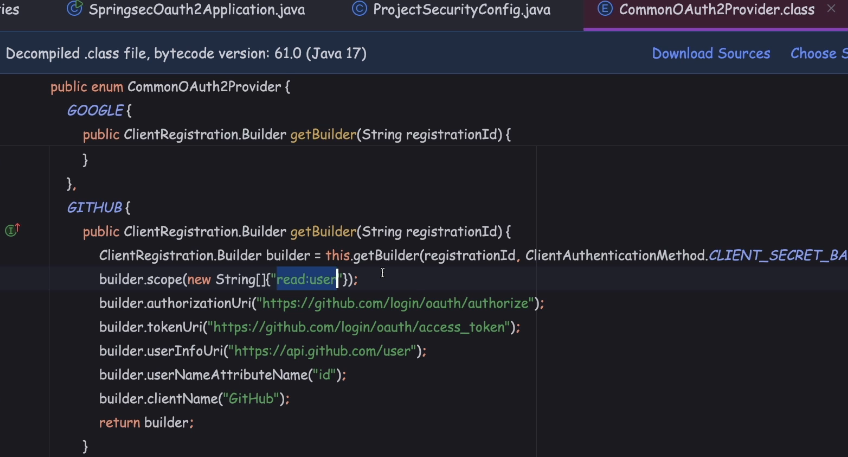 ies SpringsecOauth2Application.java ProjectSecurityConfig.java CommonOAuth2Provider.class
Decompiled .class file, bytecode version: 61.0 (Java 17) Download Sources Choose S
public enum CommonOAuth2Provider {
GOOGLE {
public ClientRegistration.Builder getBuilder(String registrationId) {
}
},
GITHUB {
public ClientRegistration.Builder getBuilder(String registrationId) {
ClientRegistration.Builder builder = this.getBuilder(registrationId, ClientAuthenticationMethod.CLIENT_SECRET_BA
builder.scope(new String[]{"read:user"});
builder.authorizationUri("https://github.com/login/oauth/authorize");
builder.tokenUri("https://github.com/login/oauth/access_token");
builder.userInfoUri("https://api.github.com/user");
builder.userNameAttributeName("id");
builder.clientName("GitHub");
return builder;
}